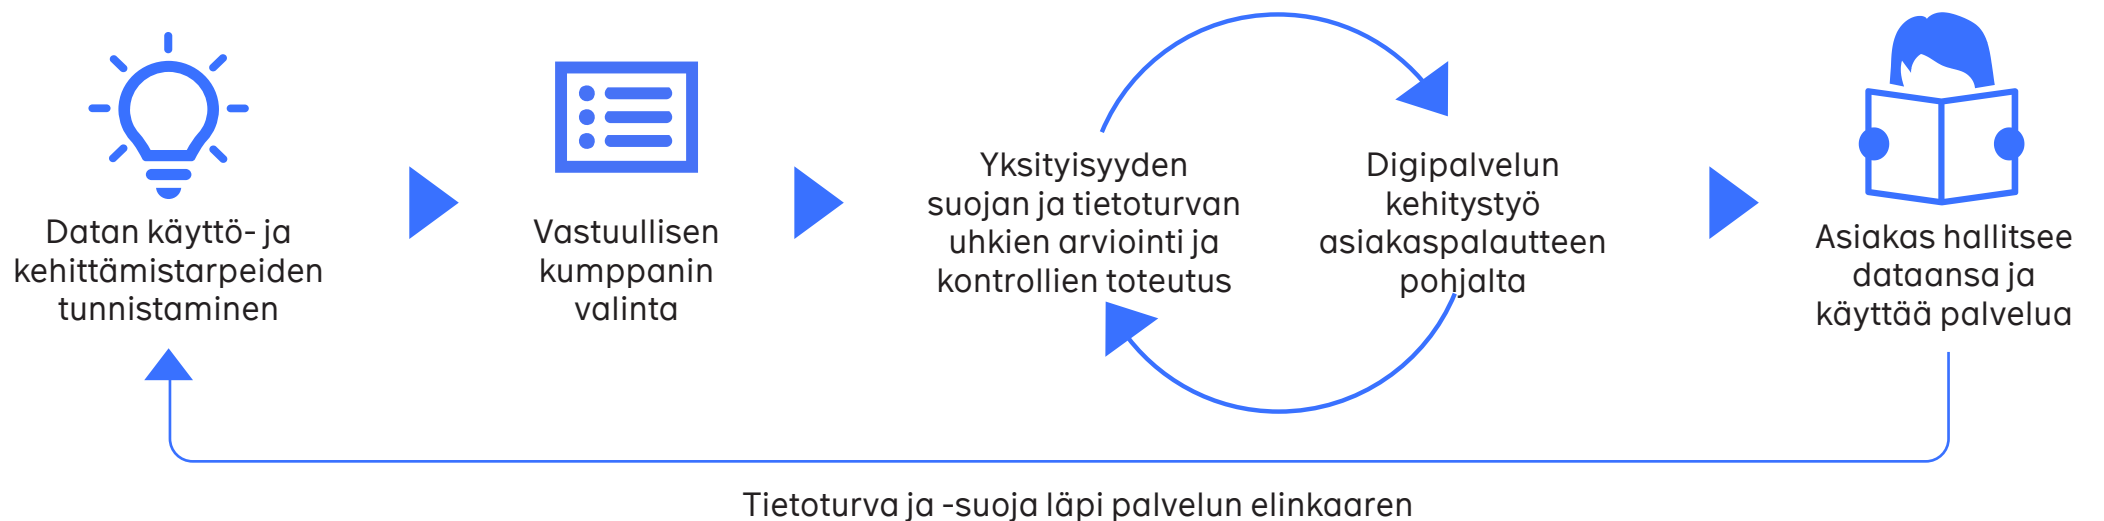 Datan käyttö- ja
kehittämistarpeiden
tunnistaminen
Vastuullisen
kumppanin
valinta
Yksityisyyden
suojan ja tietoturvan
uhkien arviointi ja
kontrollien toteutus
Digipalvelun
kehitystyö
asiakaspalautteen
pohjalta
Asiakas hallitsee
dataansa ja
käyttää palvelua
Tietoturva ja -suoja läpi palvelun elinkaaren